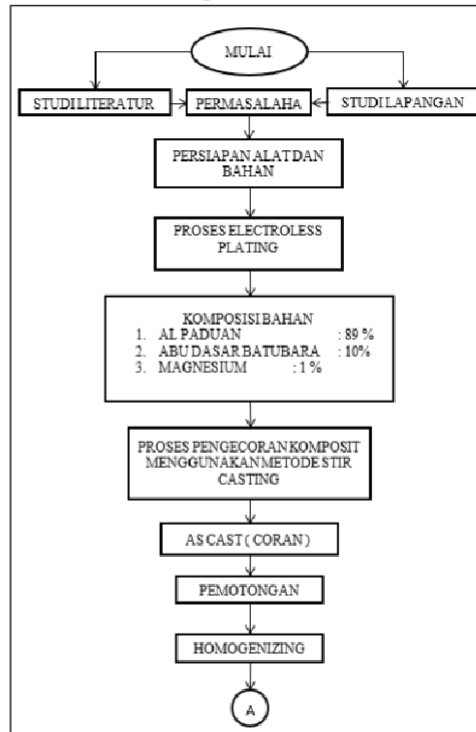 MULAI
STUDI LITERATUR
PERMASALAHA
STUDI LAPANGAN
PERSIAPAN ALAT DAN
BAHAN
PROSES ELECTROLESS
PLATING
KOMPOSISI BAHAN
1. AL PADUAN : 89 %
2. ABU DASAR BATUBARA : 10%
3. MAGNESIUM : 1 %
PROSES PENGECORAN KOMPOSIT
MENGGUNAKAN METODE STIR
CASTING
AS CAST ( CORAN )
PEMOTONGAN
HOMOGENIZING
A